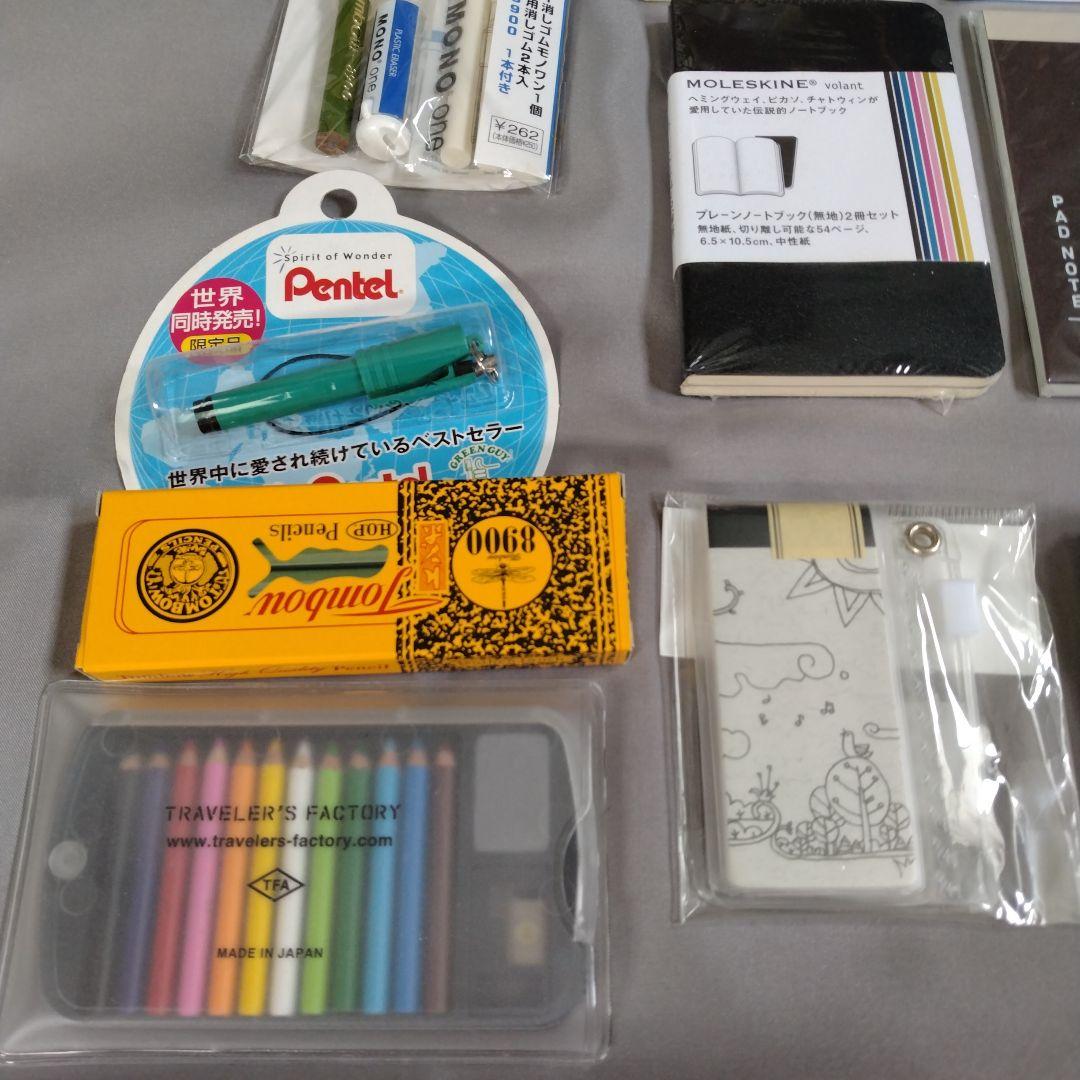 MONO one
PLASTIC ERASER
MONO one
消しゴムモノワン1個
用消しゴム2本入
8900 1本付き
¥262
(本体価格¥250)
MOLESKINE® volant
ヘミングウェイ、ピカソ、チャトウィンが
愛用していた伝説的ノートブック
プレーンノートブック(無地)2冊セット
無地紙、切り離し可能な54ページ、
6.5×10.5cm、中性紙
PAD NOTE
Spirit of Wonder
Pentel
世界
同時発売!
限定品
世界中に愛され続けているベストセラー
GREEN GUY
8900
HOP Pencils
Tombow
TOMBOW PENCILS
TRAVELER'S FACTORY
www.travelers-factory.com
TFA
MADE IN JAPAN